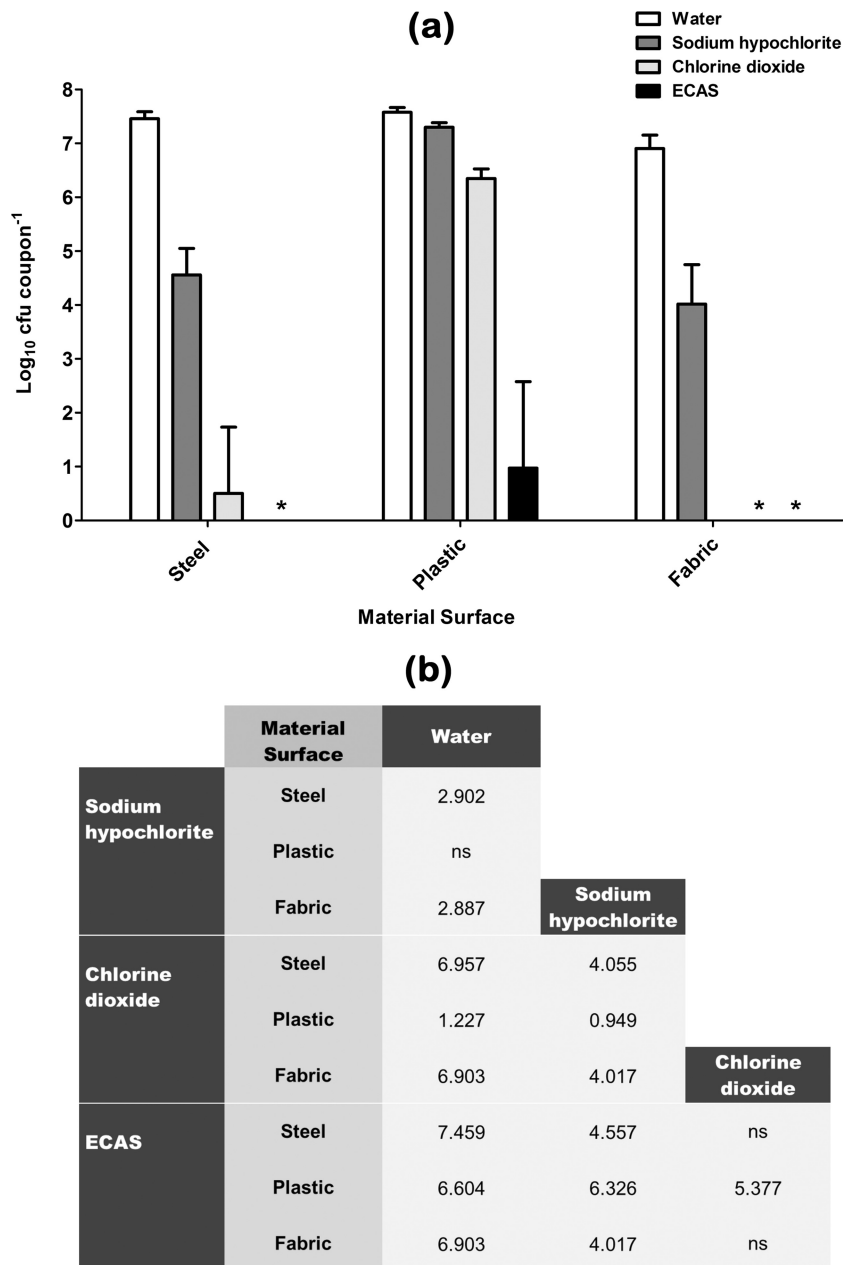 (a)
Water
Sodium hypochlorite
Chlorine dioxide
ECAS
Log₁₀ cfu coupon⁻¹
8
7
6
5
4
3
2
1
0
* * *
Steel Plastic Fabric
Material Surface
(b)
Material Surface Water
Sodium hypochlorite
Steel 2.902
Plastic ns
Fabric 2.887 Sodium hypochlorite
Chlorine dioxide
Steel 6.957 4.055
Plastic 1.227 0.949
Fabric 6.903 4.017 Chlorine dioxide
ECAS
Steel 7.459 4.557 ns
Plastic 6.604 6.326 5.377
Fabric 6.903 4.017 ns